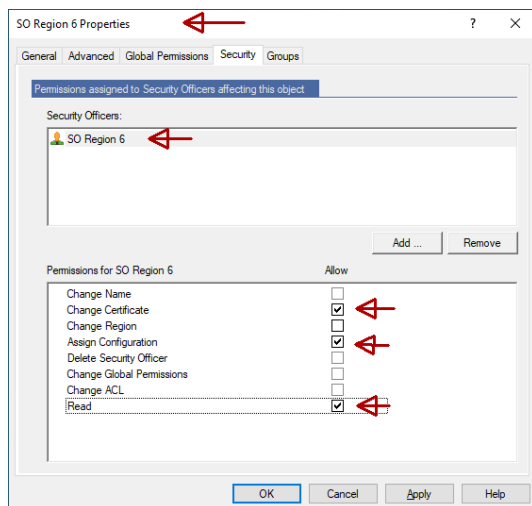 SO Region 6 Properties
? X
General Advanced Global Permissions Security Groups
Permissions assigned to Security Officers affecting this object
Security Officers:
SO Region 6
Add ... Remove
Permissions for SO Region 6 Allow
Change Name
Change Certificate
Change Region
Assign Configuration
Delete Security Officer
Change Global Permissions
Change ACL
Read
OK Cancel Apply Help